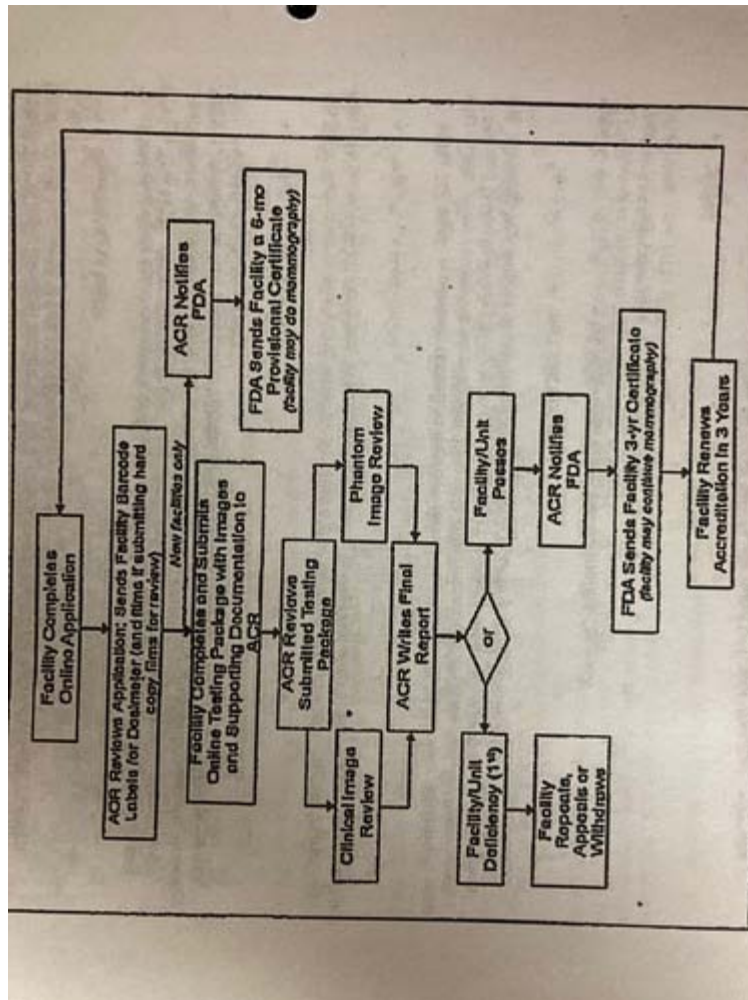 Facility Completes
Online Application
ACR Reviews Application; Sends Facility Barcode
Labels for Dosimeter (and films if submitting hard
copy films for review)
New facilities only
ACR Notifies
FDA
FDA Sends Facility a 6-mo
Provisional Certificate
(facility may do mammography)
Facility Completes and Submits
Online Testing Package with Images
and Supporting Documentation to
ACR
ACR Reviews
Submitted Testing
Package
Clinical Image
Review
Phantom
Image Review
ACR Writes Final
Report
or
Facility/Unit
Deficiency (1st)
Facility
Repeats,
Appeals or
Withdraws
Facility/Unit
Passes
ACR Notifies
FDA
FDA Sends Facility 3-yr Certificate
(facility may continue mammography)
Facility Renews
Accreditation in 3 Years